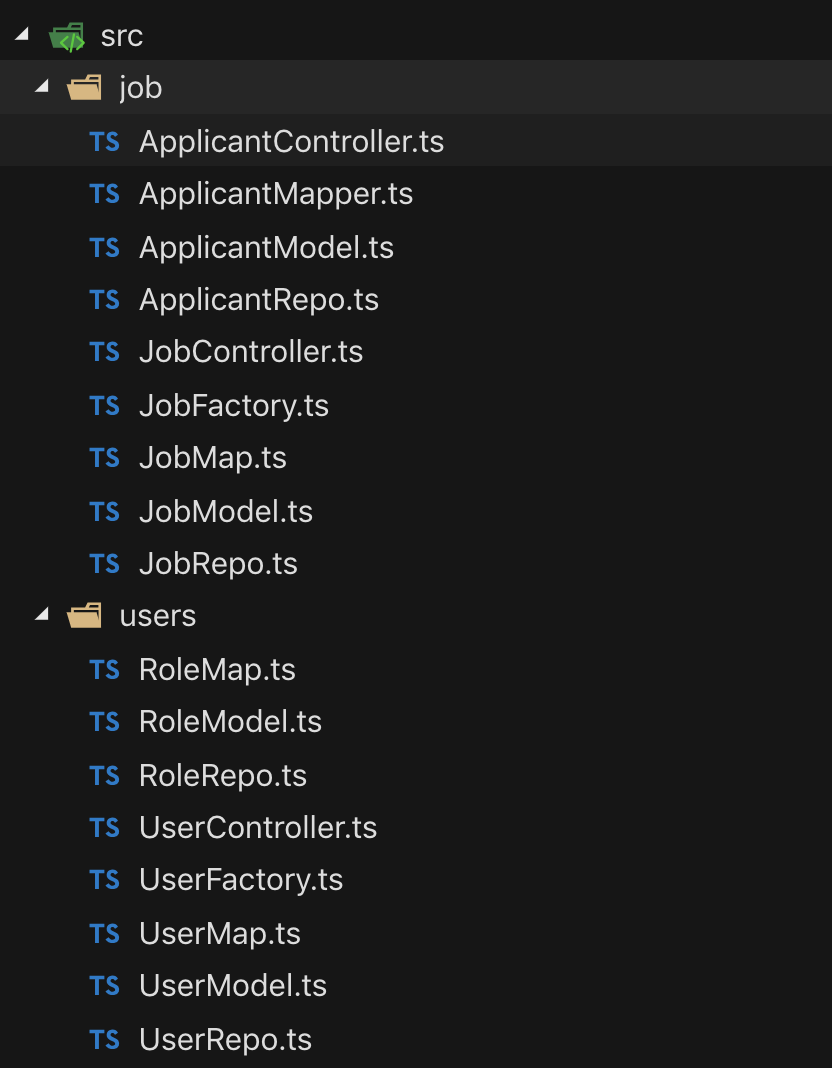 src
job
TS ApplicantController.ts
TS ApplicantMapper.ts
TS ApplicantModel.ts
TS ApplicantRepo.ts
TS JobController.ts
TS JobFactory.ts
TS JobMap.ts
TS JobModel.ts
TS JobRepo.ts
users
TS RoleMap.ts
TS RoleModel.ts
TS RoleRepo.ts
TS UserController.ts
TS UserFactory.ts
TS UserMap.ts
TS UserModel.ts
TS UserRepo.ts